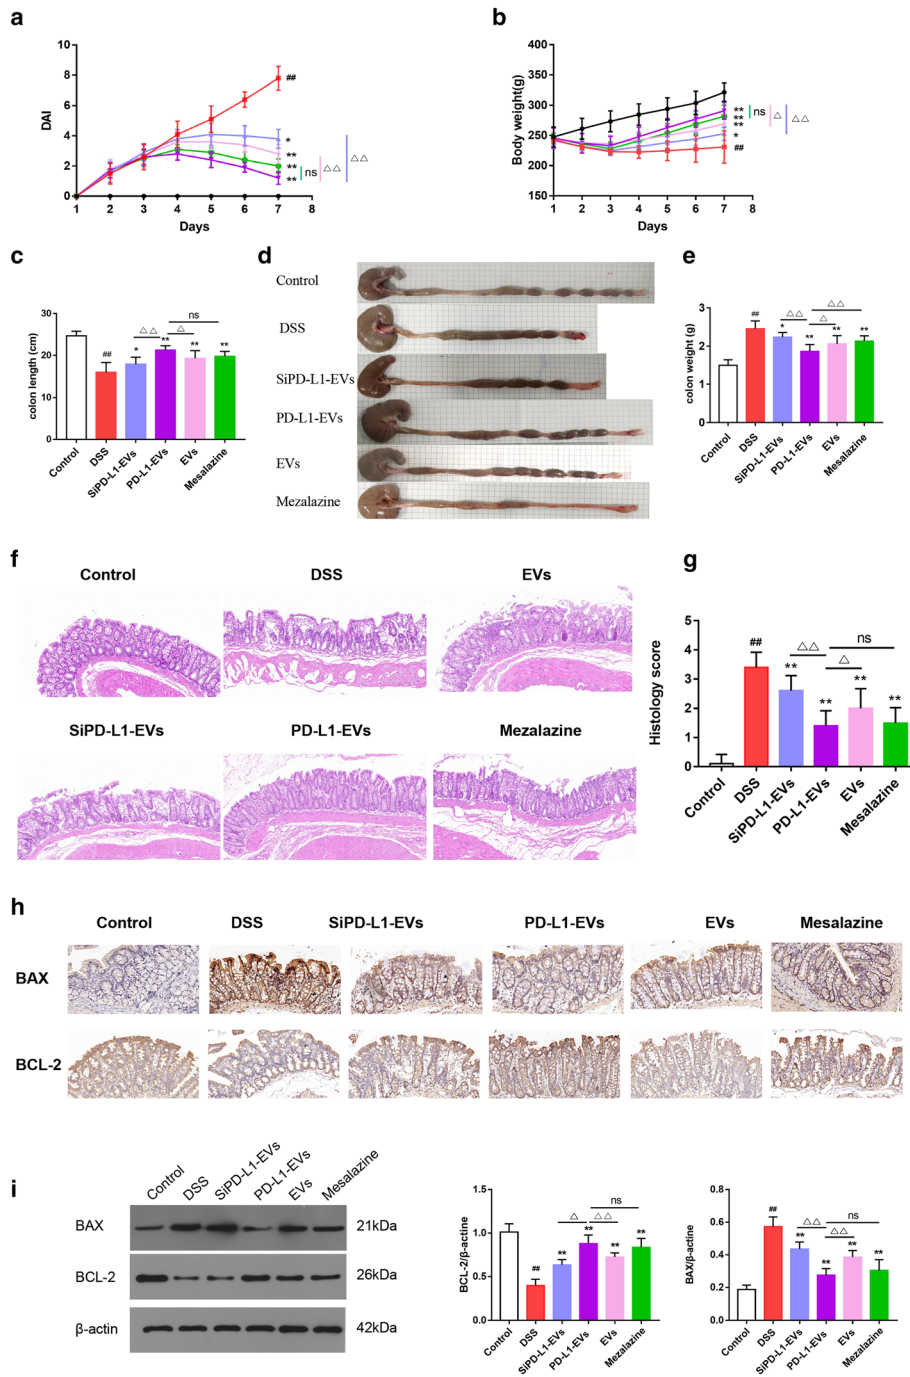 a
10
8
6
4
2
0
DAI
1 2 3 4 5 6 7 8
Days
##
*
**
**
**
ns
△△
△△
b
400
350
300
250
200
150
Body weight(g)
1 2 3 4 5 6 7 8
Days
**
**
**
*
##
ns
△
△△
c
30
20
10
0
colon length (cm)
##
*
**
**
**
△△
△
ns
Control
DSS
SiPD-L1-EVs
PD-L1-EVs
EVs
Mesalazine
d
Control
DSS
SiPD-L1-EVs
PD-L1-EVs
EVs
Mezalazine
e
3
2
1
0
colon weight (g)
##
*
**
**
**
△△
△
△△
Control
DSS
SiPD-L1-EVs
PD-L1-EVs
EVs
Mesalazine
f
Control DSS EVs
SiPD-L1-EVs PD-L1-EVs Mezalazine
g
5
4
3
2
1
0
Histology score
##
**
**
**
**
△△
△
ns
Control
DSS
SiPD-L1-EVs
PD-L1-EVs
EVs
Mesalazine
h
Control DSS SiPD-L1-EVs PD-L1-EVs EVs Mesalazine
BAX
BCL-2
i
Control DSS SiPD-L1-EVs PD-L1-EVs EVs Mesalazine
BAX 21kDa
BCL-2 26kDa
β-actin 42kDa
1.5
1.0
0.5
0.0
BCL-2/β-actine
##
**
**
**
**
△
△△
ns
Control
DSS
SiPD-L1-EVs
PD-L1-EVs
EVs
Mezalazine
0.8
0.6
0.4
0.2
0.0
BAX/β-actine
##
**
**
**
**
△△
△△
ns
Control
DSS
SiPD-L1-EVs
PD-L1-EVs
EVs
Mezalazine